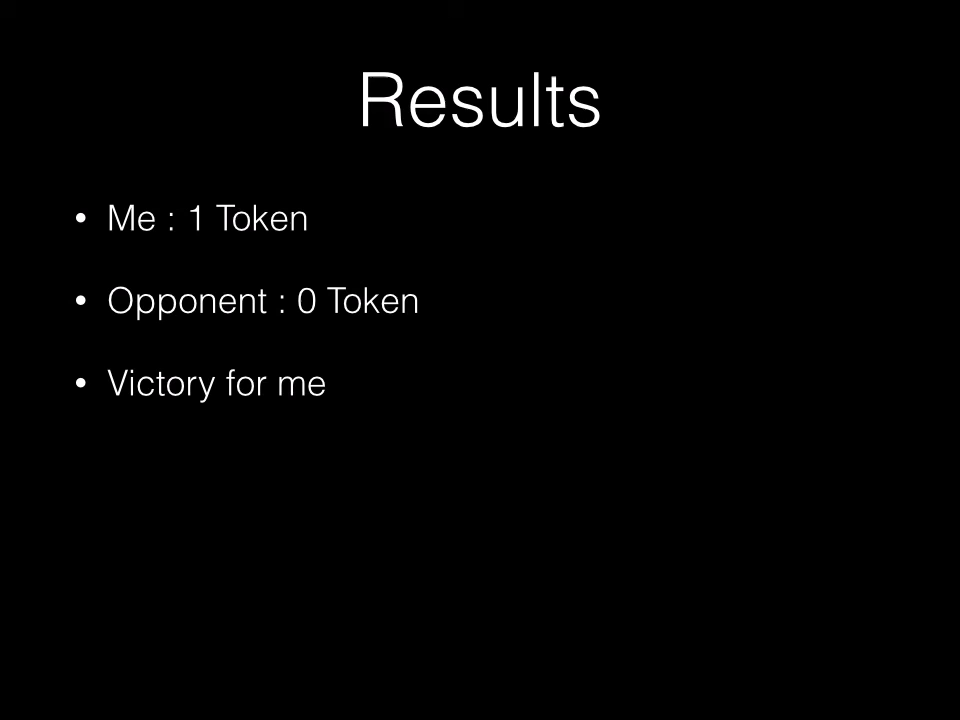 Results
• Me : 1 Token
• Opponent : 0 Token
• Victory for me